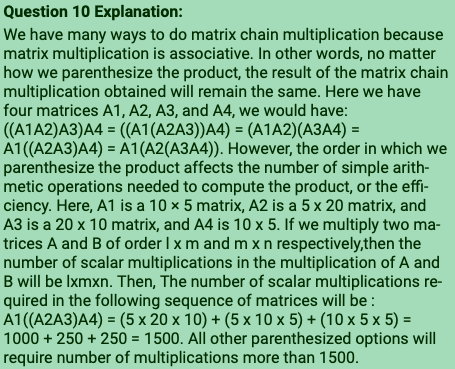 Question 10 Explanation:
We have many ways to do matrix chain multiplication because
matrix multiplication is associative. In other words, no matter
how we parenthesize the product, the result of the matrix chain
multiplication obtained will remain the same. Here we have
four matrices A1, A2, A3, and A4, we would have:
((A1A2)A3)A4 = ((A1(A2A3))A4) = (A1A2)(A3A4) =
A1((A2A3)A4) = A1(A2(A3A4)). However, the order in which we
parenthesize the product affects the number of simple arith-
metic operations needed to compute the product, or the effi-
ciency. Here, A1 is a 10 × 5 matrix, A2 is a 5 x 20 matrix, and
A3 is a 20 x 10 matrix, and A4 is 10 x 5. If we multiply two ma-
trices A and B of order l x m and m x n respectively,then the
number of scalar multiplications in the multiplication of A and
B will be lxmxn. Then, The number of scalar multiplications re-
quired in the following sequence of matrices will be :
A1((A2A3)A4) = (5 x 20 x 10) + (5 x 10 x 5) + (10 x 5 x 5) =
1000 + 250 + 250 = 1500. All other parenthesized options will
require number of multiplications more than 1500.